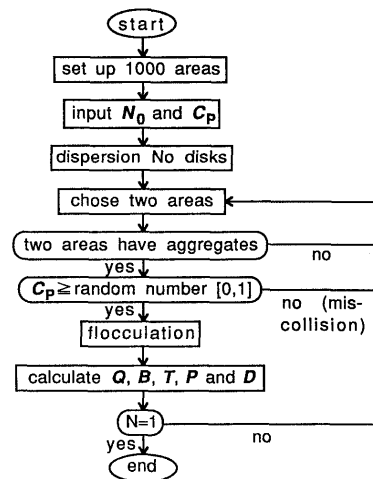 start
set up 1000 areas
input N0 and CP
dispersion No disks
chose two areas
two areas have aggregates
no
yes
CP≧random number [0,1]
no (mis-
collision)
yes
flocculation
calculate Q, B, T, P and D
N=1
no
yes
end